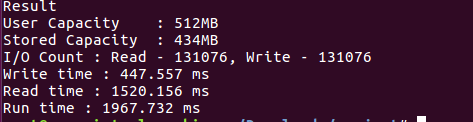 Result
User Capacity    : 512MB
Stored Capacity  : 434MB
I/O Count : Read - 131076, Write - 131076
Write time : 447.557 ms
Read time : 1520.156 ms
Run time : 1967.732 ms